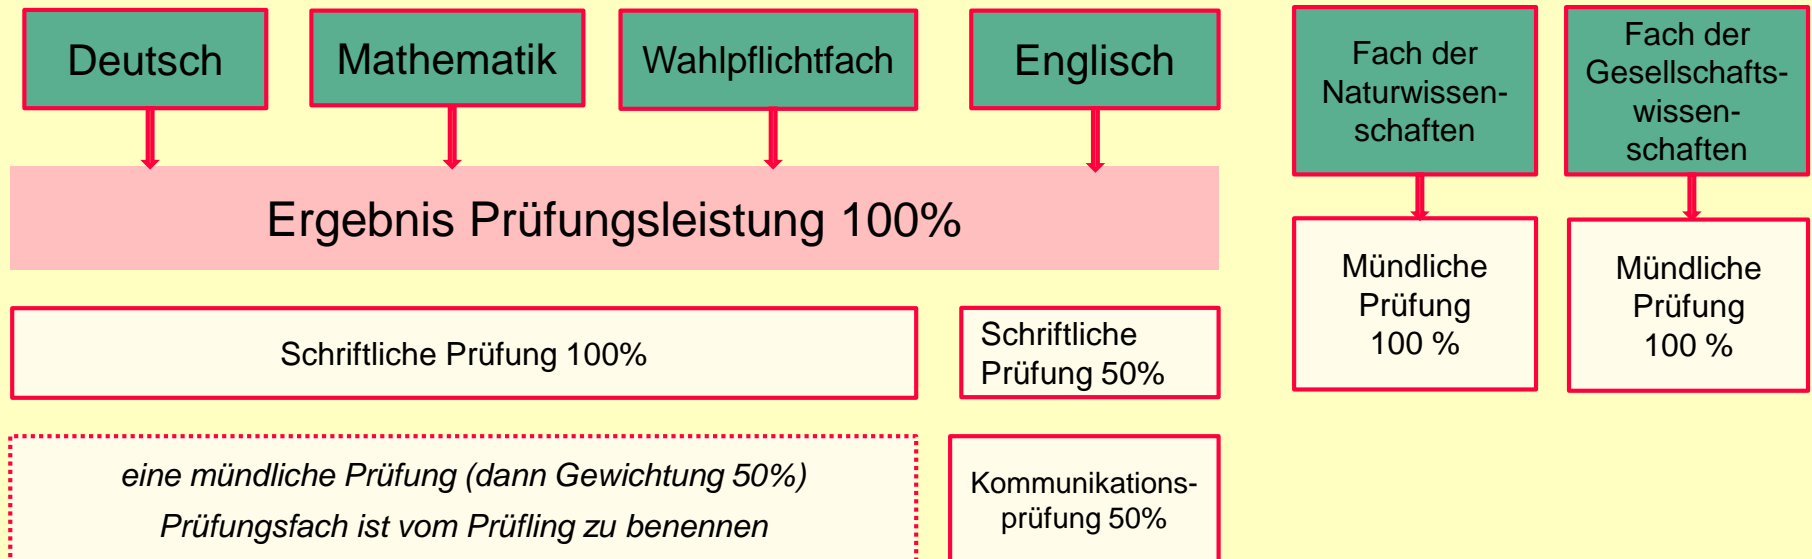 Deutsch
Mathematik
Wahlpflichtfach
Englisch
Fach der
Naturwissen-
schaften
Fach der
Gesellschafts-
wissen-
schaften
Ergebnis Prüfungsleistung 100%
Mündliche
Prüfung
100 %
Mündliche
Prüfung
100 %
Schriftliche Prüfung 100%
Schriftliche
Prüfung 50%
eine mündliche Prüfung (dann Gewichtung 50%)
Prüfungsfach ist vom Prüfling zu benennen
Kommunikations-
prüfung 50%